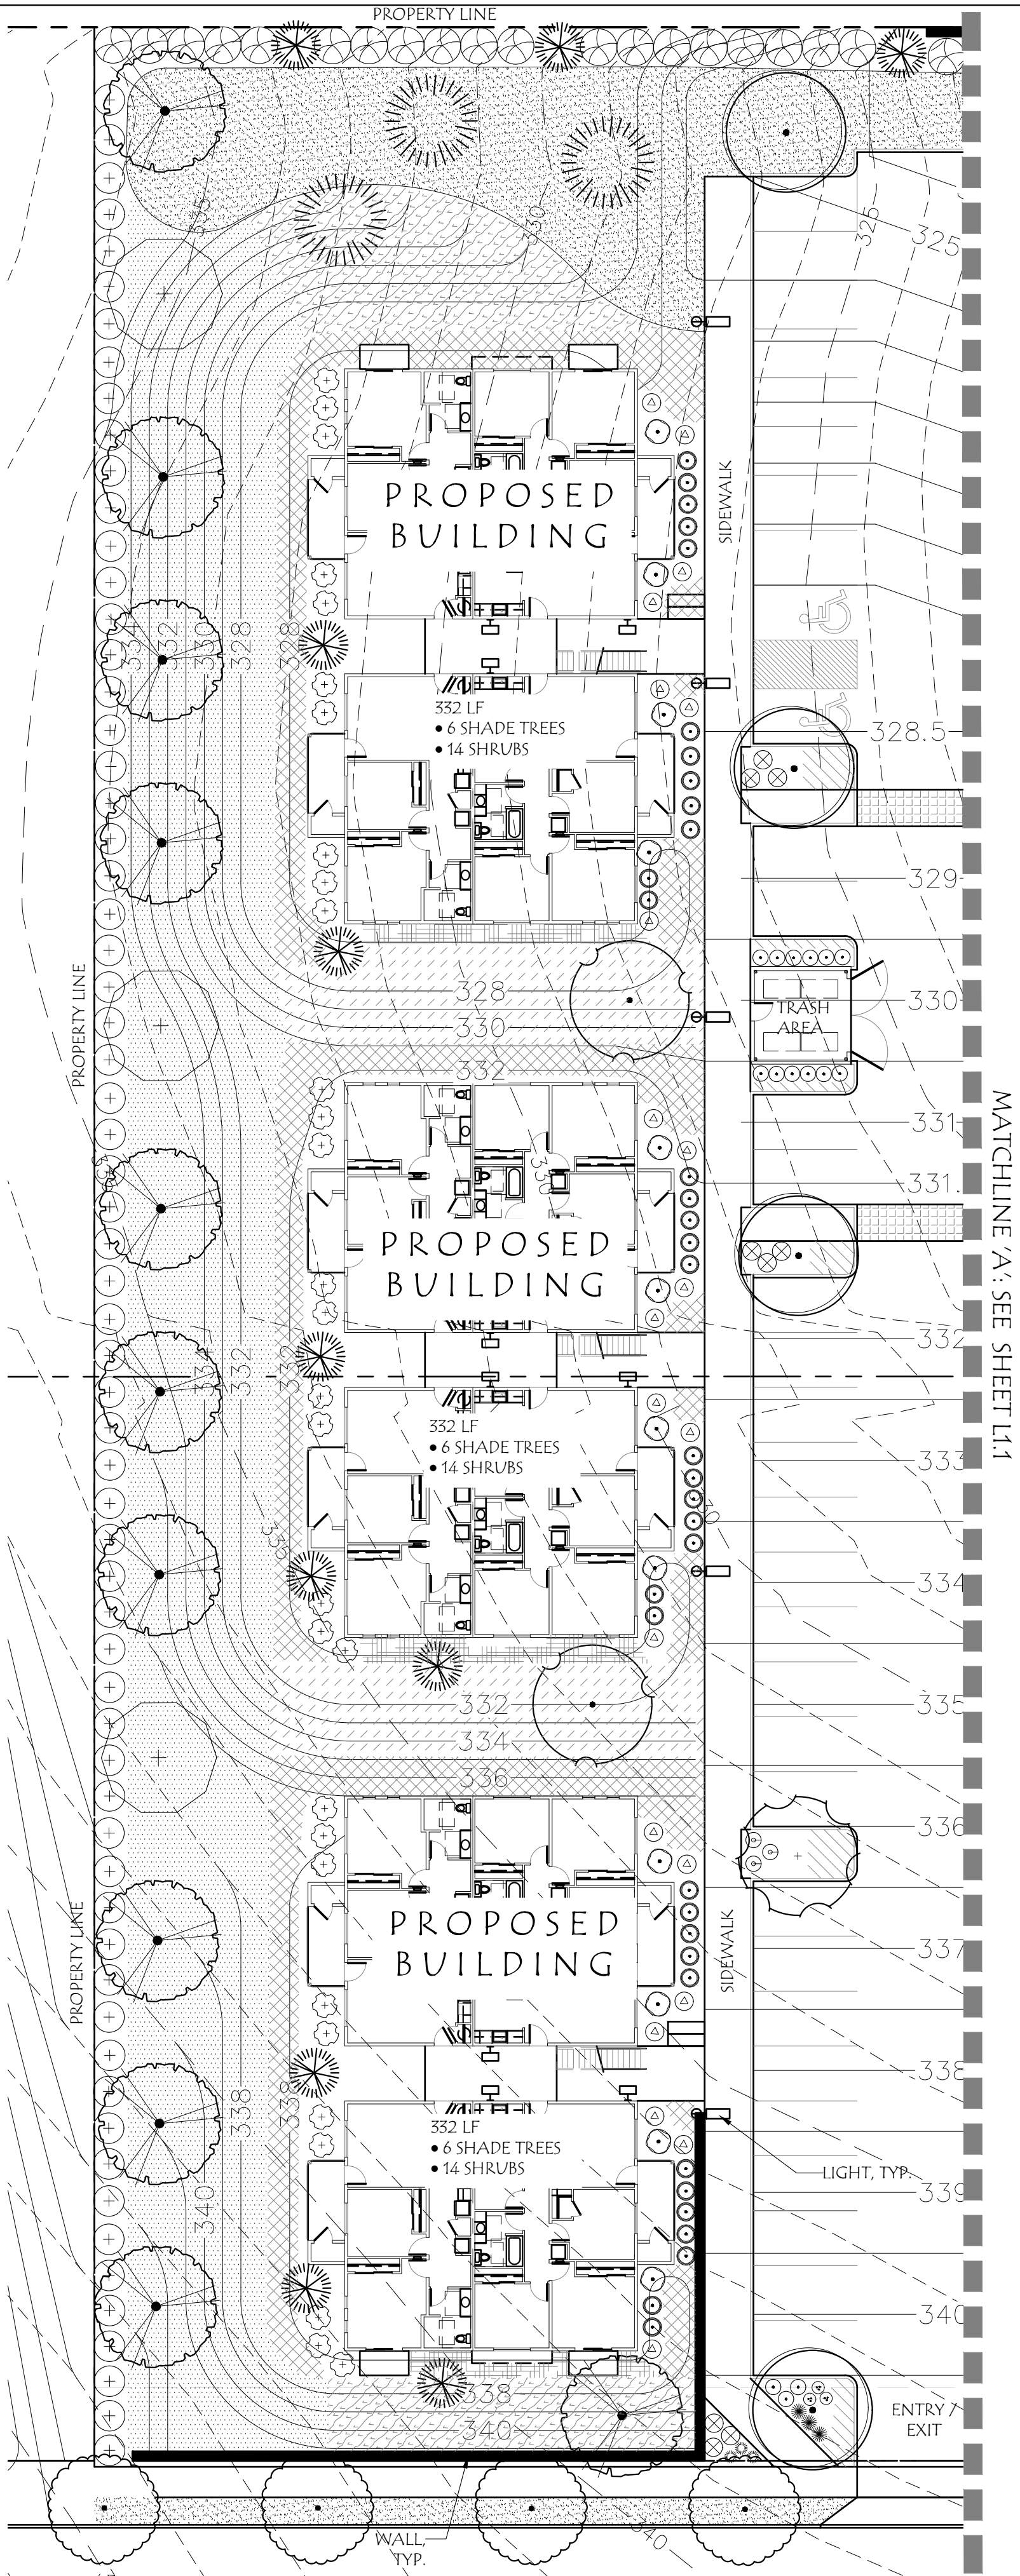 PROPERTY LINE
335
330
325
325
PROPOSED
BUILDING
SIDEWALK
332
330
328
328
332 LF
• 6 SHADE TREES
• 14 SHRUBS
328.5
329
PROPERTY LINE
328
330
TRASH
AREA
330
332
331
MATCHLINE 'A': SEE SHEET L1.1
330
331.
PROPOSED
BUILDING
332
334
332
332
332 LF
• 6 SHADE TREES
• 14 SHRUBS
333
334
332
334
336
335
336
PROPERTY LINE
PROPOSED
BUILDING
SIDEWALK
337
338
338
338
332 LF
• 6 SHADE TREES
• 14 SHRUBS
LIGHT, TYP.
339
340
340
338
340
ENTRY /
EXIT
WALL,
TYP.
340